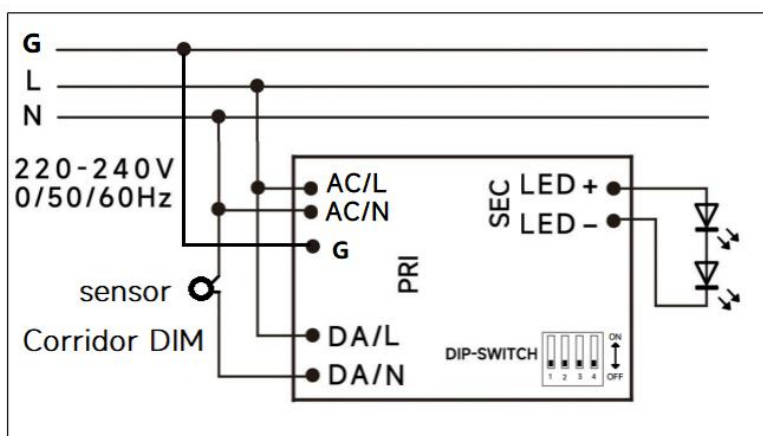 G
L
N
220-240V
0/50/60Hz
AC/L
AC/N
G
PRI
SEC
LED +
LED −
sensor
Corridor DIM
DA/L
DA/N
DIP-SWITCH
ON
1 2 3 4
OFF